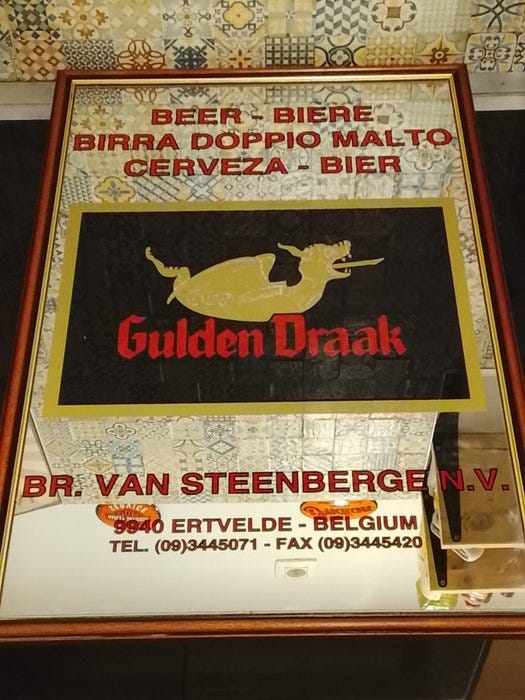 BEER - BIERE
BIRRA DOPPIO MALTO
CERVEZA - BIER
Gulden Draak
BR. VAN STEENBERGE N.V.
9940 ERTVELDE - BELGIUM
TEL. (09)3445071 - FAX (09)3445420